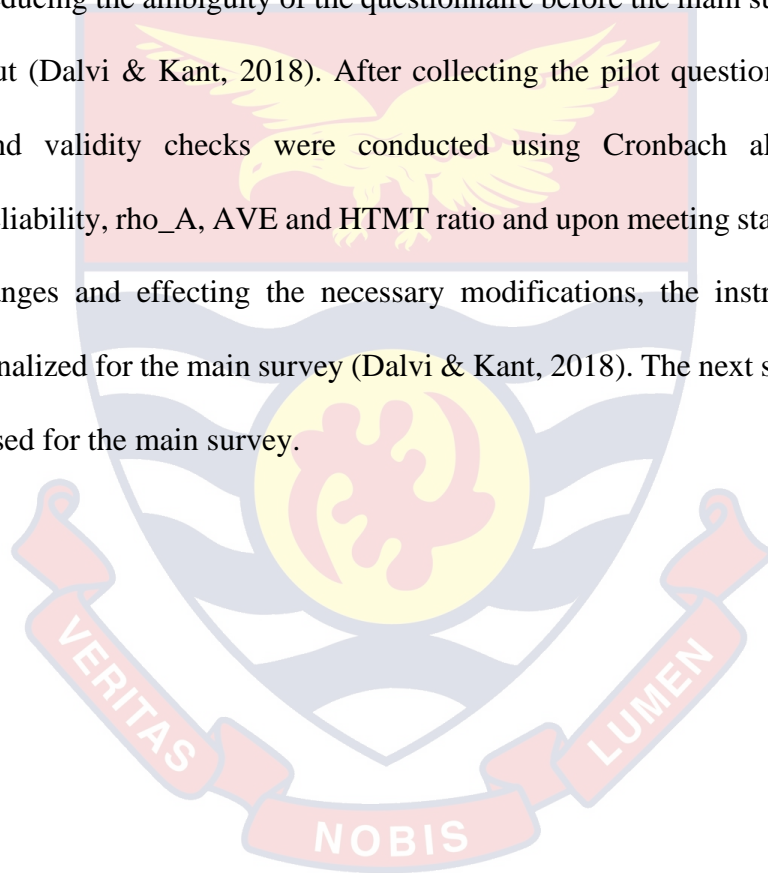 ducing the ambiguity of the questionnaire before the main su
ut (Dalvi & Kant, 2018). After collecting the pilot question
nd validity checks were conducted using Cronbach al
eliability, rho_A, AVE and HTMT ratio and upon meeting sta
anges and effecting the necessary modifications, the instr
nalized for the main survey (Dalvi & Kant, 2018). The next s
sed for the main survey.
VERITAS
NOBIS
LUMEN